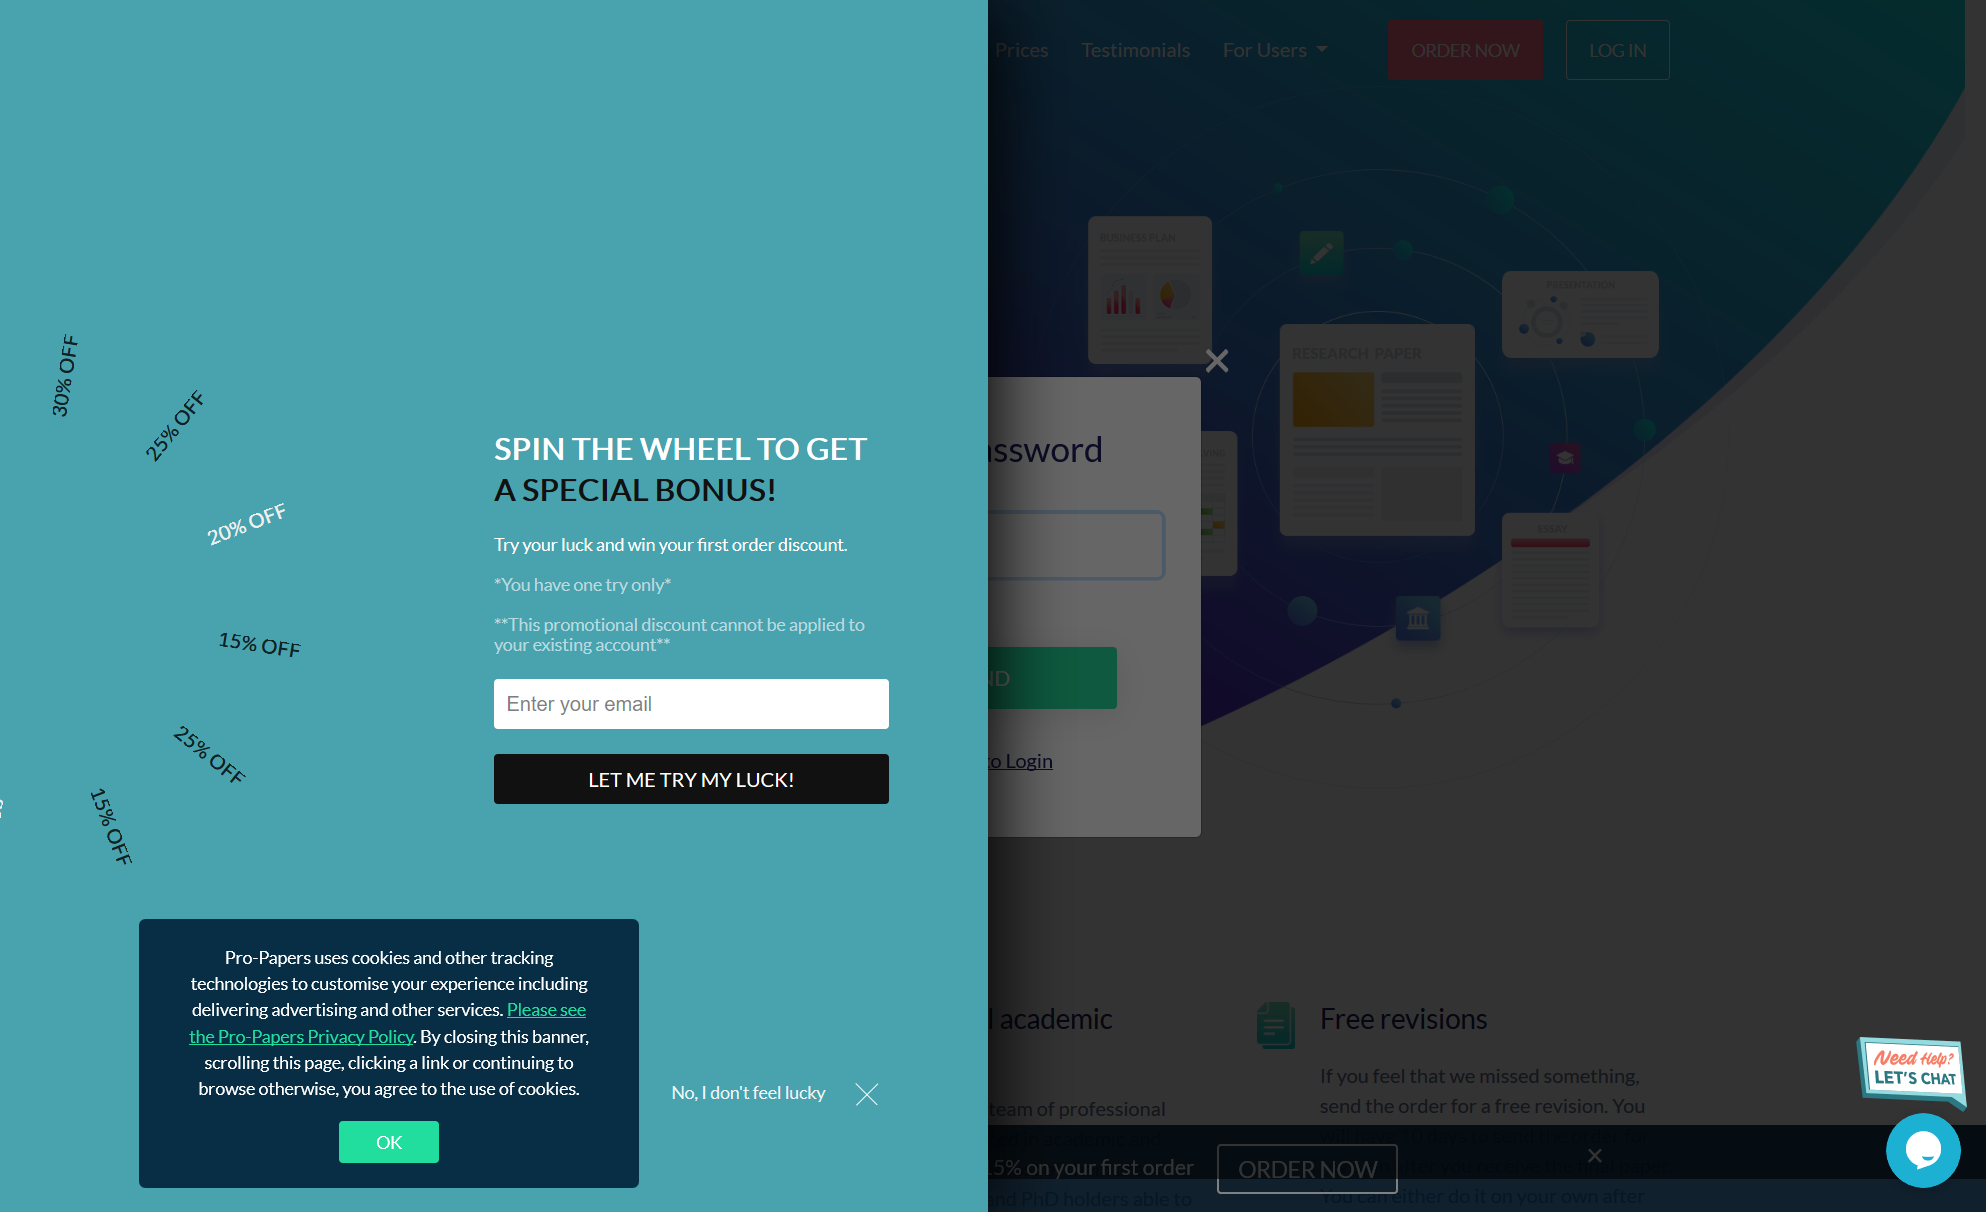 Prices
Testimonials
For Users
ORDER NOW
LOG IN
BUSINESS PLAN
PRESENTATION
RESEARCH PAPER
ESSAY
30% OFF
25% OFF
20% OFF
15% OFF
25% OFF
15% OFF
SPIN THE WHEEL TO GET
A SPECIAL BONUS!
Try your luck and win your first order discount.
*You have one try only*
**This promotional discount cannot be applied to
your existing account**
Enter your email
LET ME TRY MY LUCK!
assword
ND
to Login
Pro-Papers uses cookies and other tracking
technologies to customise your experience including
delivering advertising and other services. Please see
the Pro-Papers Privacy Policy. By closing this banner,
scrolling this page, clicking a link or continuing to
browse otherwise, you agree to the use of cookies.
OK
No, I don't feel lucky
l academic
team of professional
Free revisions
If you feel that we missed something,
send the order for a free revision. You
15% on your first order
ORDER NOW
and PhD holders able to
You can either do it on your own after
Need Help?
LET'S CHAT